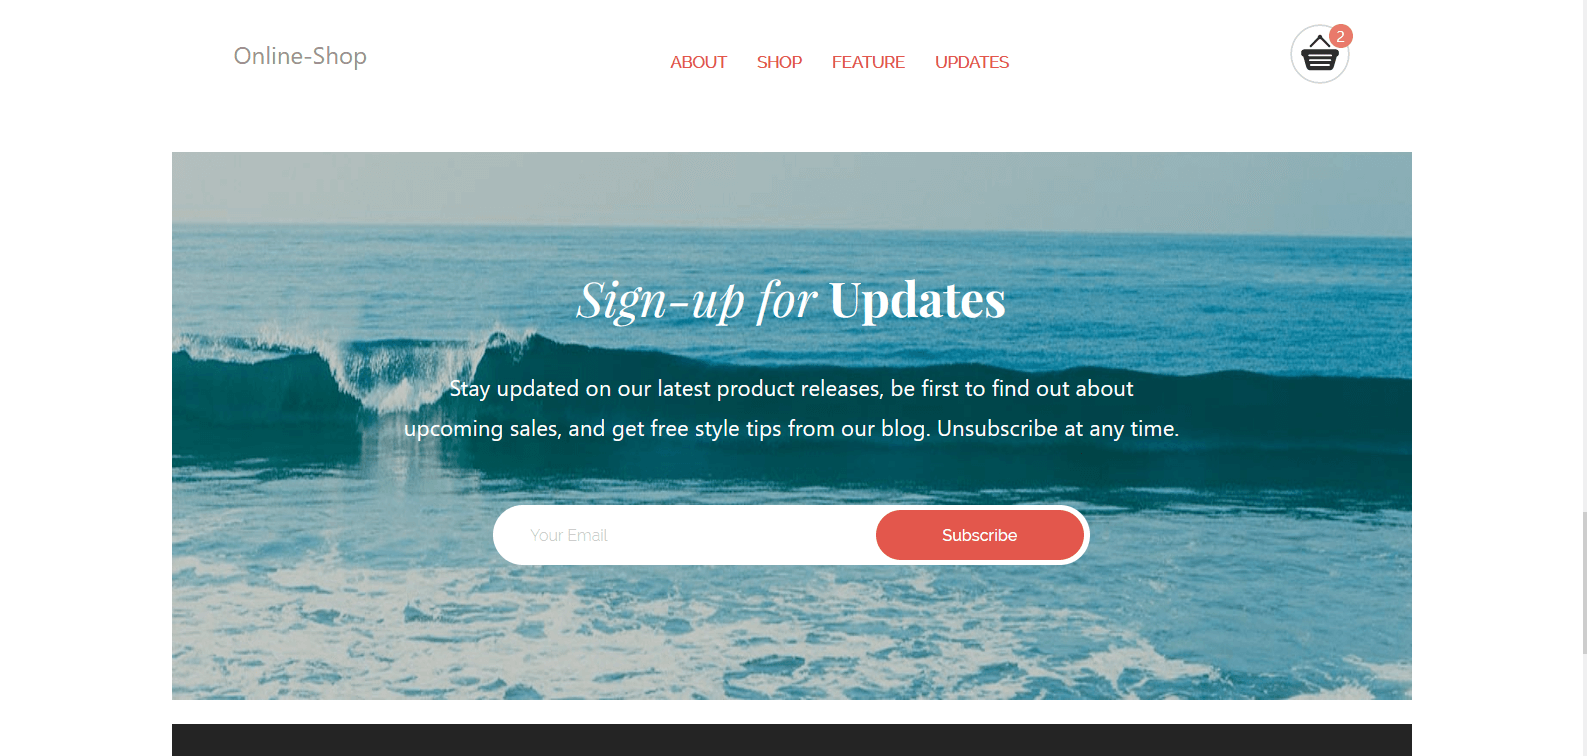 Online-Shop
ABOUT SHOP FEATURE UPDATES
2
Sign-up for Updates
Stay updated on our latest product releases, be first to find out about
upcoming sales, and get free style tips from our blog. Unsubscribe at any time.
Your Email
Subscribe